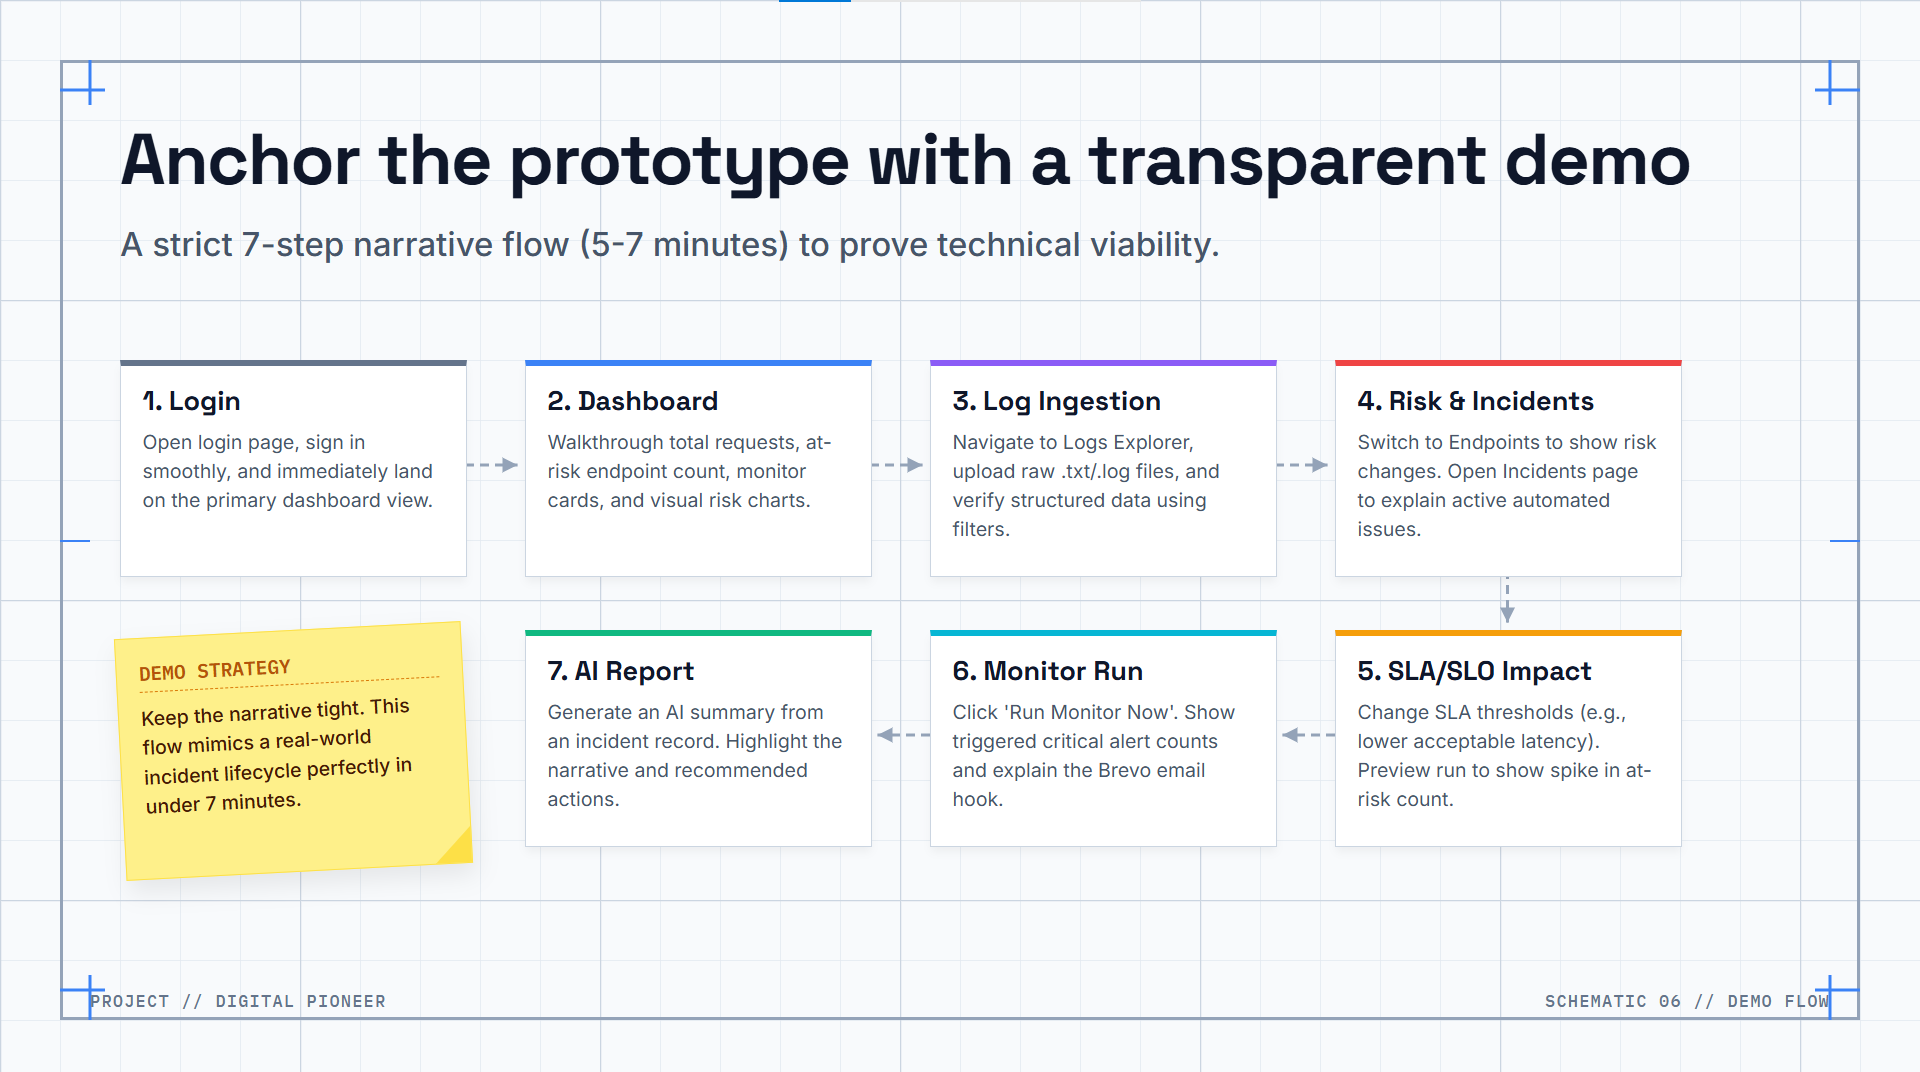 Anchor the prototype with a transparent demo
A strict 7-step narrative flow (5-7 minutes) to prove technical viability.
1. Login
Open login page, sign in
smoothly, and immediately land
on the primary dashboard view.
2. Dashboard
Walkthrough total requests, at-
risk endpoint count, monitor
cards, and visual risk charts.
3. Log Ingestion
Navigate to Logs Explorer,
upload raw .txt/.log files, and
verify structured data using
filters.
4. Risk & Incidents
Switch to Endpoints to show risk
changes. Open Incidents page
to explain active automated
issues.
5. SLA/SLO Impact
Change SLA thresholds (e.g.,
lower acceptable latency).
Preview run to show spike in at-
risk count.
6. Monitor Run
Click 'Run Monitor Now'. Show
triggered critical alert counts
and explain the Brevo email
hook.
7. AI Report
Generate an AI summary from
an incident record. Highlight the
narrative and recommended
actions.
DEMO STRATEGY
Keep the narrative tight. This
flow mimics a real-world
incident lifecycle perfectly in
under 7 minutes.
PROJECT // DIGITAL PIONEER
SCHEMATIC 06 // DEMO FLOW